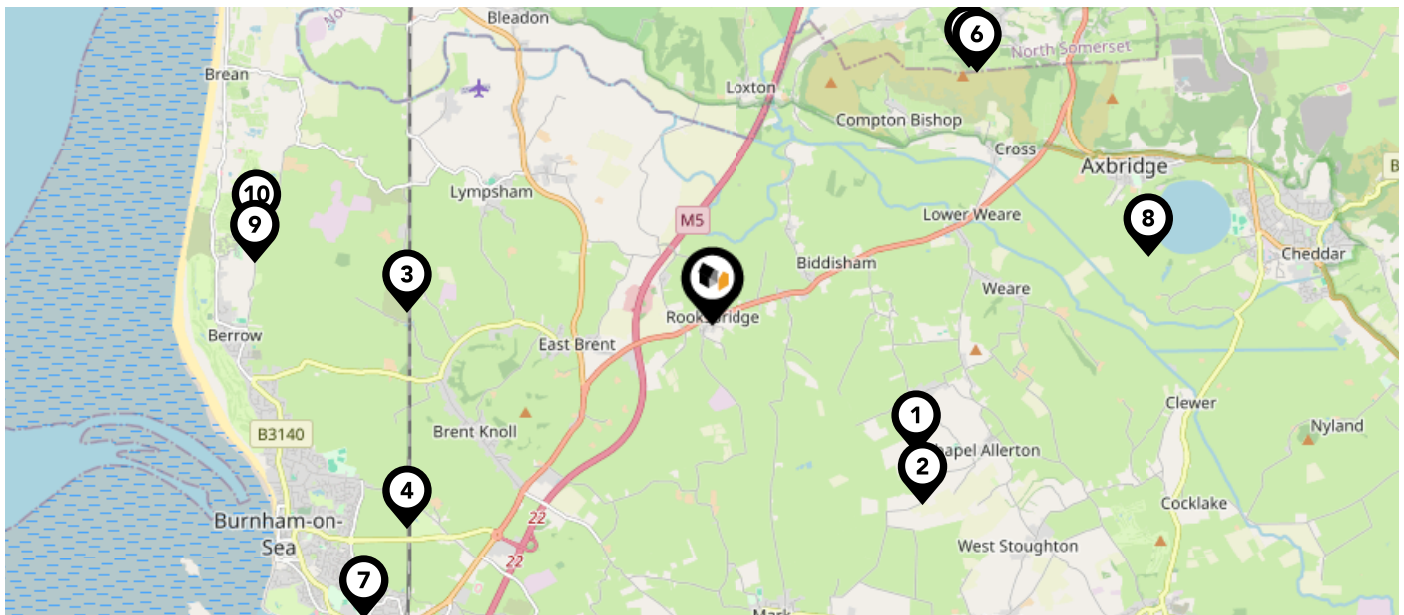 Bleadon
6
North Somerset
Brean
Loxton
Compton Bishop
Cross
Axbridge
10
Lympsham
9
M5
Lower Weare
8
3
Biddisham
Cheddar
Weare
Rooksbridge
Berrow
East Brent
1
Clewer
B3140
Brent Knoll
Nyland
Chapel Allerton
2
4
Cocklake
Burnham-on-
Sea
22
West Stoughton
22
7
Mark